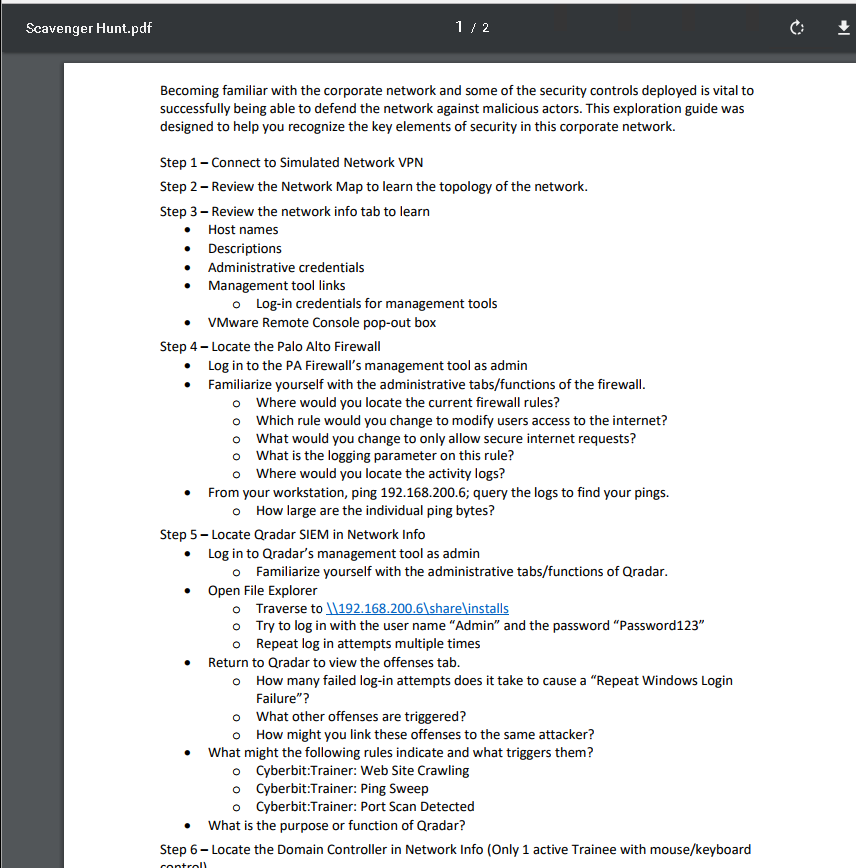 Scavenger Hunt.pdf
1 / 2
Becoming familiar with the corporate network and some of the security controls deployed is vital to
successfully being able to defend the network against malicious actors. This exploration guide was
designed to help you recognize the key elements of security in this corporate network.
Step 1 – Connect to Simulated Network VPN
Step 2 – Review the Network Map to learn the topology of the network.
Step 3 – Review the network info tab to learn
• Host names
• Descriptions
• Administrative credentials
• Management tool links
o Log-in credentials for management tools
• VMware Remote Console pop-out box
Step 4 – Locate the Palo Alto Firewall
• Log in to the PA Firewall's management tool as admin
• Familiarize yourself with the administrative tabs/functions of the firewall.
o Where would you locate the current firewall rules?
o Which rule would you change to modify users access to the internet?
o What would you change to only allow secure internet requests?
o What is the logging parameter on this rule?
o Where would you locate the activity logs?
• From your workstation, ping 192.168.200.6; query the logs to find your pings.
o How large are the individual ping bytes?
Step 5 – Locate Qradar SIEM in Network Info
• Log in to Qradar's management tool as admin
o Familiarize yourself with the administrative tabs/functions of Qradar.
• Open File Explorer
o Traverse to \\192.168.200.6\share\installs
o Try to log in with the user name “Admin” and the password “Password123”
o Repeat log in attempts multiple times
• Return to Qradar to view the offenses tab.
o How many failed log-in attempts does it take to cause a “Repeat Windows Login
Failure”?
o What other offenses are triggered?
o How might you link these offenses to the same attacker?
• What might the following rules indicate and what triggers them?
o Cyberbit:Trainer: Web Site Crawling
o Cyberbit:Trainer: Ping Sweep
o Cyberbit:Trainer: Port Scan Detected
• What is the purpose or function of Qradar?
Step 6 – Locate the Domain Controller in Network Info (Only 1 active Trainee with mouse/keyboard
control)